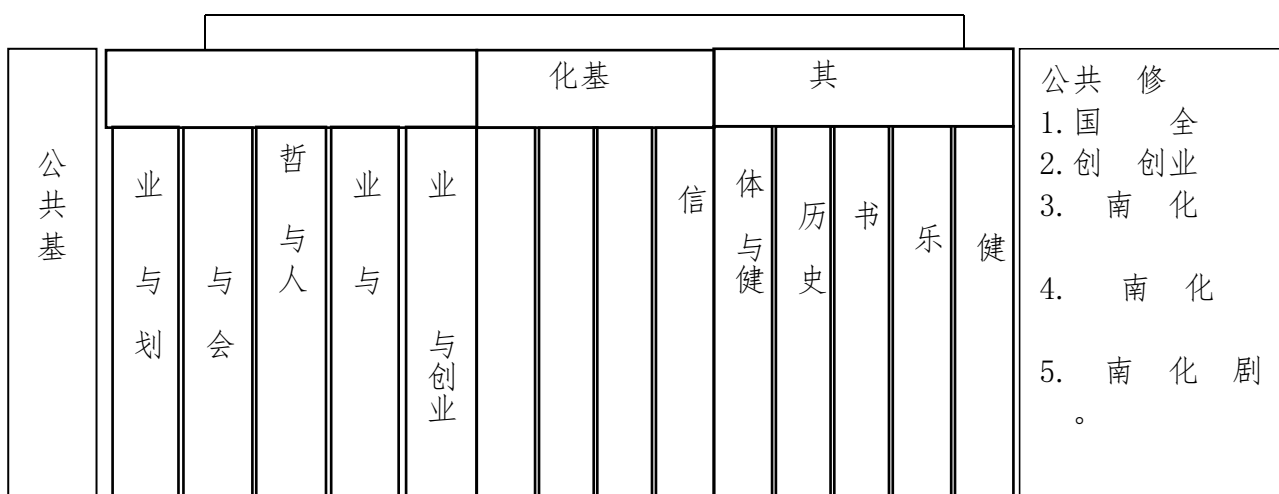 公共基
化基
其
业与划
与会
哲与人
业与
业与创业
信
体与健
历史
书
乐
健
公共 修
1.国 全
2.创 创业
3. 南 化
4. 南 化
5. 南 化 剧
。